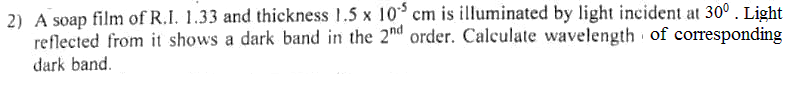 2) A soap film of R.I. 1.33 and thickness 1.5 x 10⁻⁵ cm is illuminated by light incident at 30⁰ . Light
reflected from it shows a dark band in the 2ⁿᵈ order. Calculate wavelength of corresponding
dark band.